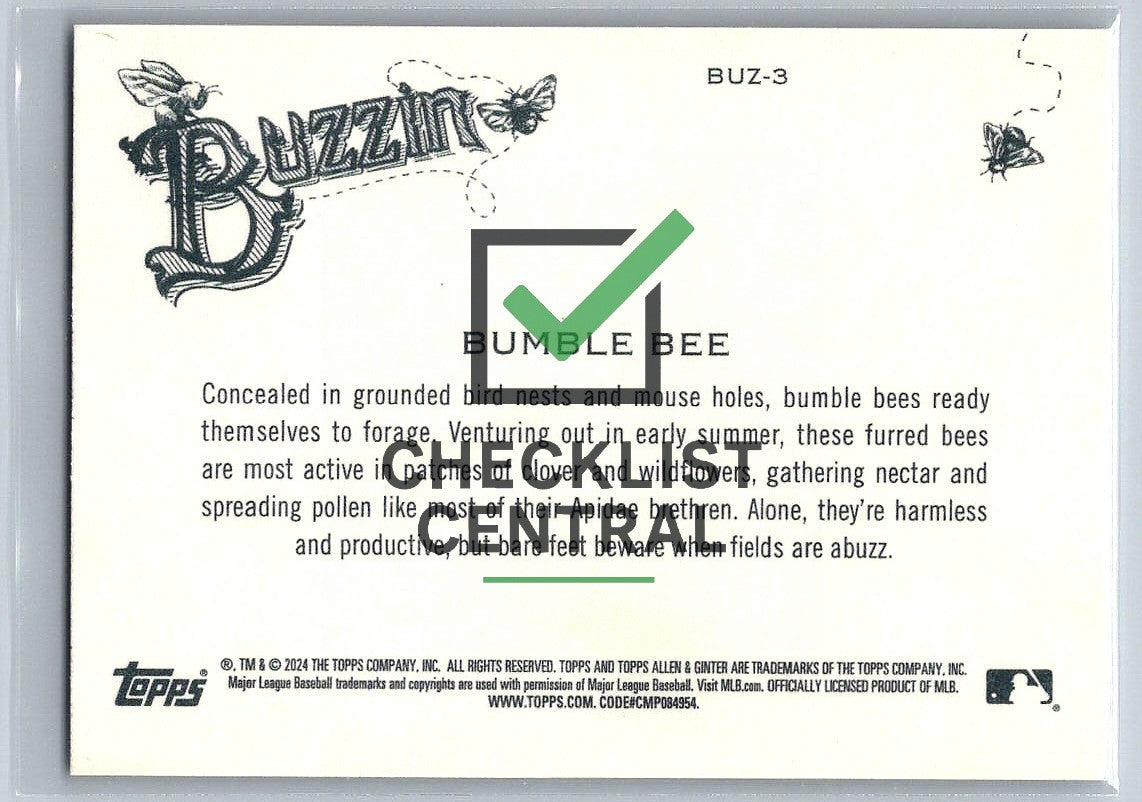 Buzzin
BUZ-3
BUMBLE BEE
Concealed in grounded bird nests and mouse holes, bumble bees ready
themselves to forage. Venturing out in early summer, these furred bees
are most active in patches of clover and wildflowers, gathering nectar and
spreading pollen like most of their Apidae brethren. Alone, they're harmless
and productive, but bare feet beware when fields are abuzz.
CHECKLIST
CENTRAL
Topps®
®, TM & © 2024 THE TOPPS COMPANY, INC. ALL RIGHTS RESERVED. TOPPS AND TOPPS ALLEN & GINTER ARE TRADEMARKS OF THE TOPPS COMPANY, INC.
Major League Baseball trademarks and copyrights are used with permission of Major League Baseball. Visit MLB.com. OFFICIALLY LICENSED PRODUCT OF MLB.
WWW.TOPPS.COM. CODE#CMP084954.
®